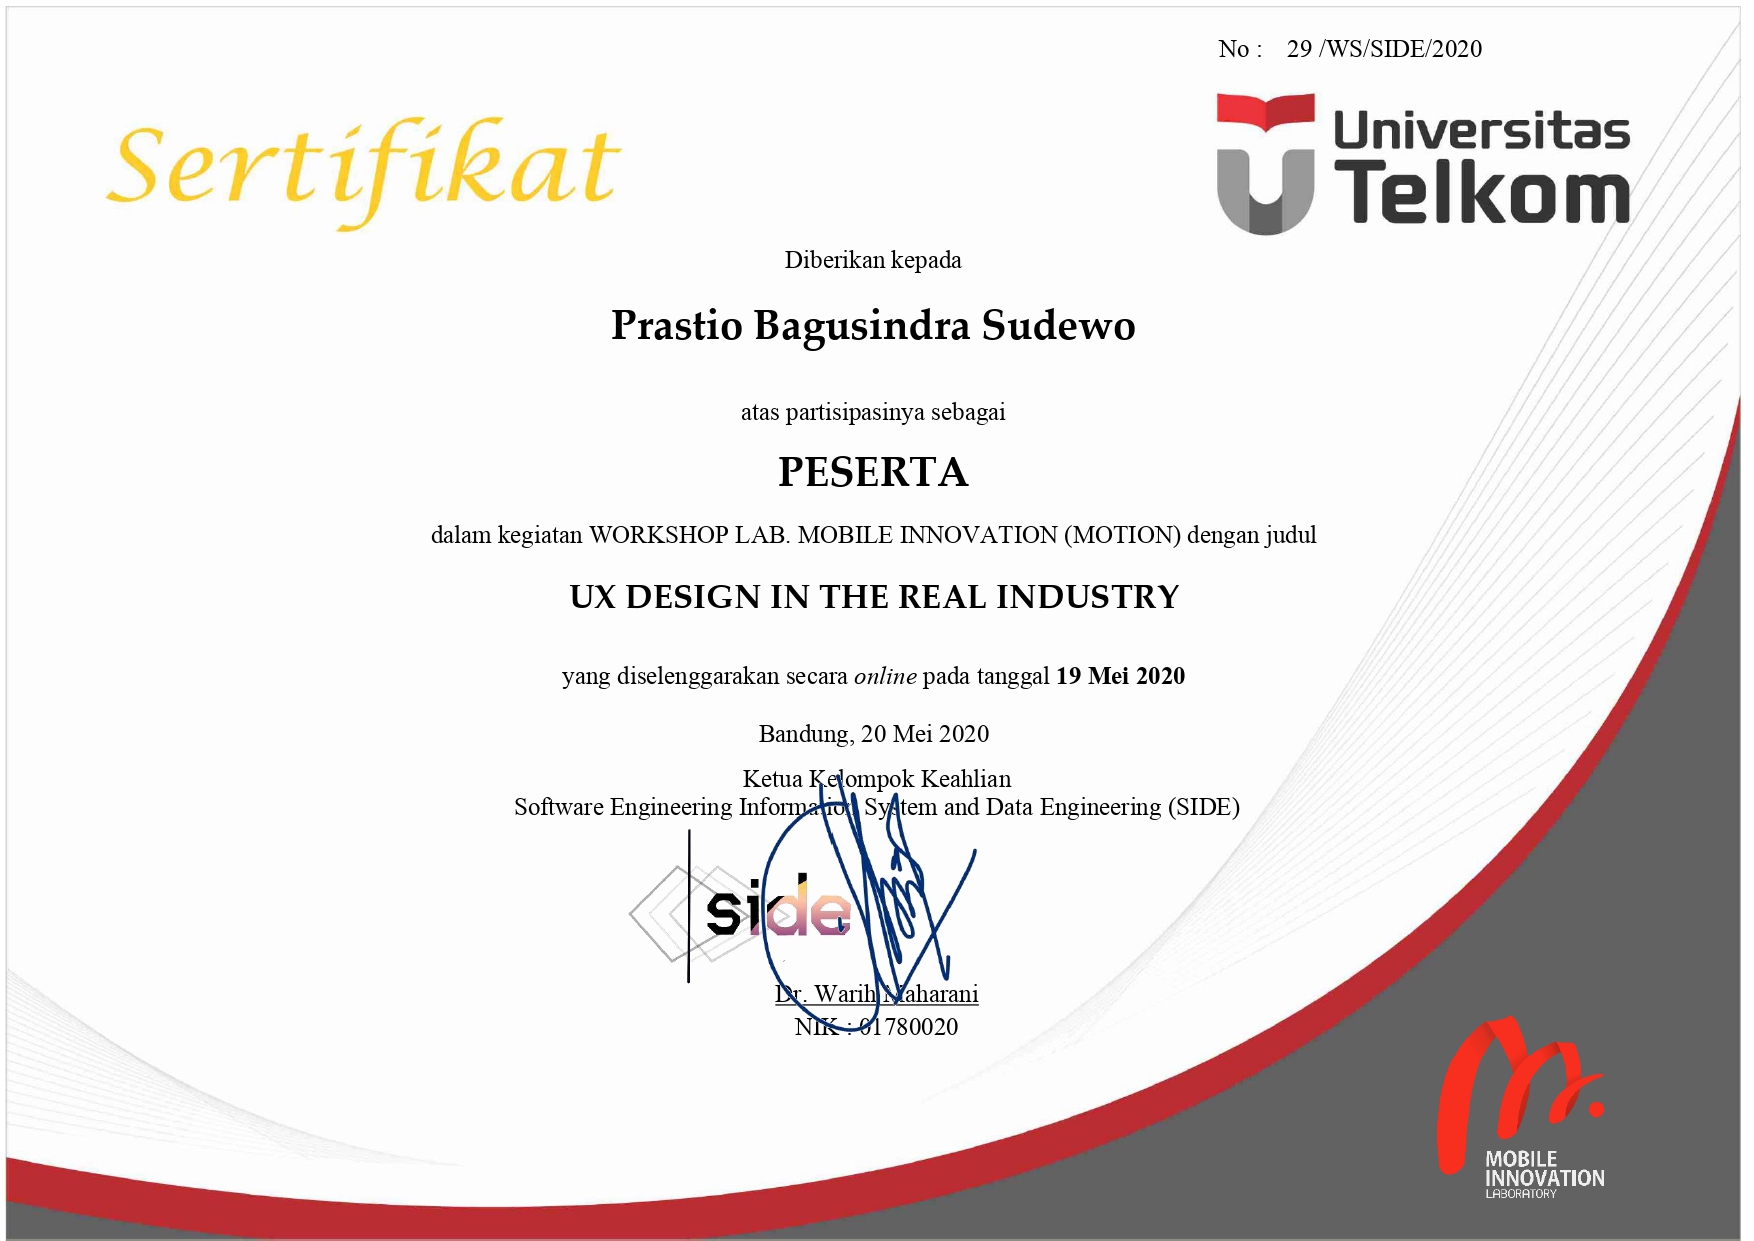 No : 29 /WS/SIDE/2020
Sertifikat
Universitas
Telkom
Diberikan kepada
Prastio Bagusindra Sudewo
atas partisipasinya sebagai
PESERTA
dalam kegiatan WORKSHOP LAB. MOBILE INNOVATION (MOTION) dengan judul
UX DESIGN IN THE REAL INDUSTRY
yang diselenggarakan secara online pada tanggal 19 Mei 2020
Bandung, 20 Mei 2020
Ketua Kelompok Keahlian
Software Engineering Information System and Data Engineering (SIDE)
side
Dr. Warih Maharani
NIK : 01780020
MOBILE
INNOVATION
LABORATORY